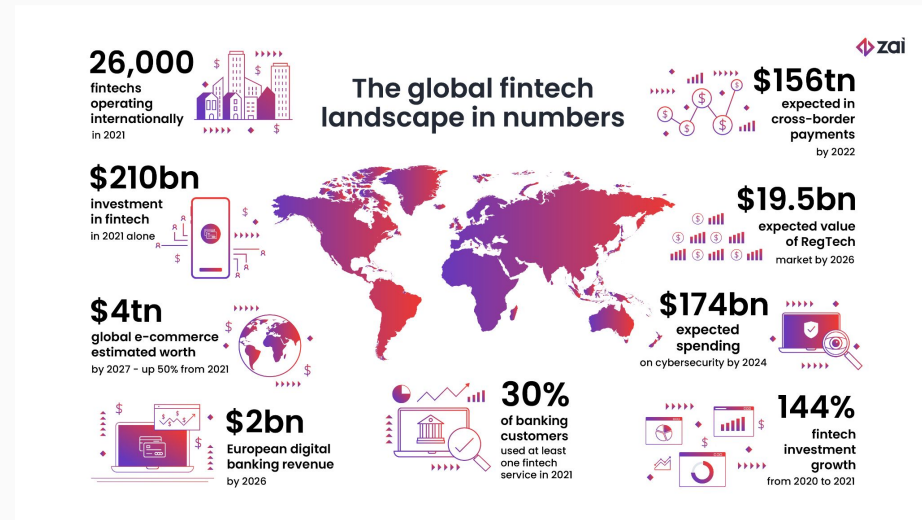 zai
The global fintech
landscape in numbers
26,000
fintechs
operating
internationally
in 2021
$210bn
investment
in fintech
in 2021 alone
$4tn
global e-commerce
estimated worth
by 2027 - up 50% from 2021
$2bn
European digital
banking revenue
by 2026
30%
of banking
customers
used at least
one fintech
service in 2021
$156tn
expected in
cross-border
payments
by 2022
$19.5bn
expected value
of RegTech
market by 2026
$174bn
expected
spending
on cybersecurity by 2024
144%
fintech
investment
growth
from 2020 to 2021